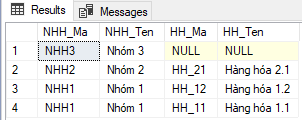 Results Messages
NHH_Ma NHH_Ten HH_Ma HH_Ten
1 NHH3 Nhóm 3 NULL NULL
2 NHH2 Nhóm 2 HH_21 Hàng hóa 2.1
3 NHH1 Nhóm 1 HH_12 Hàng hóa 1.2
4 NHH1 Nhóm 1 HH_11 Hàng hóa 1.1